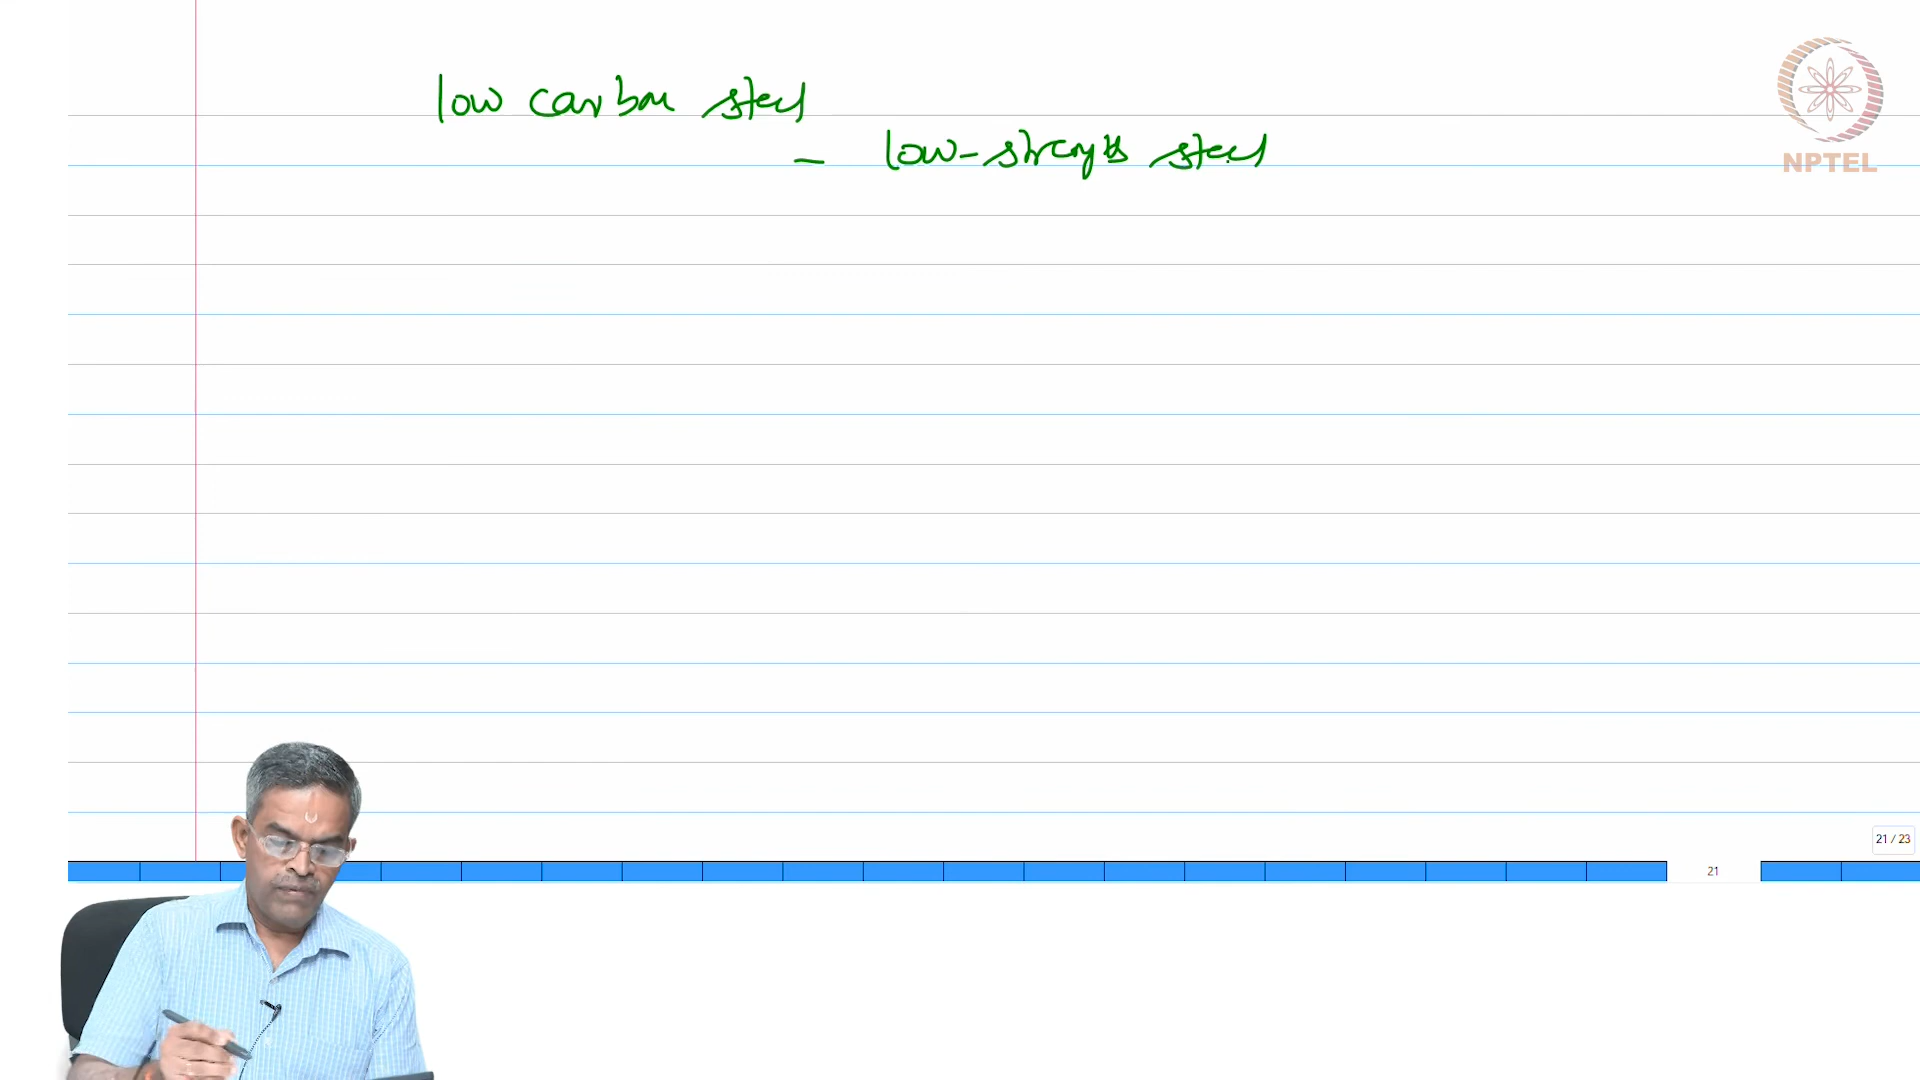 low carbon steel
- low-strength steel
NPTEL
21 / 23
21